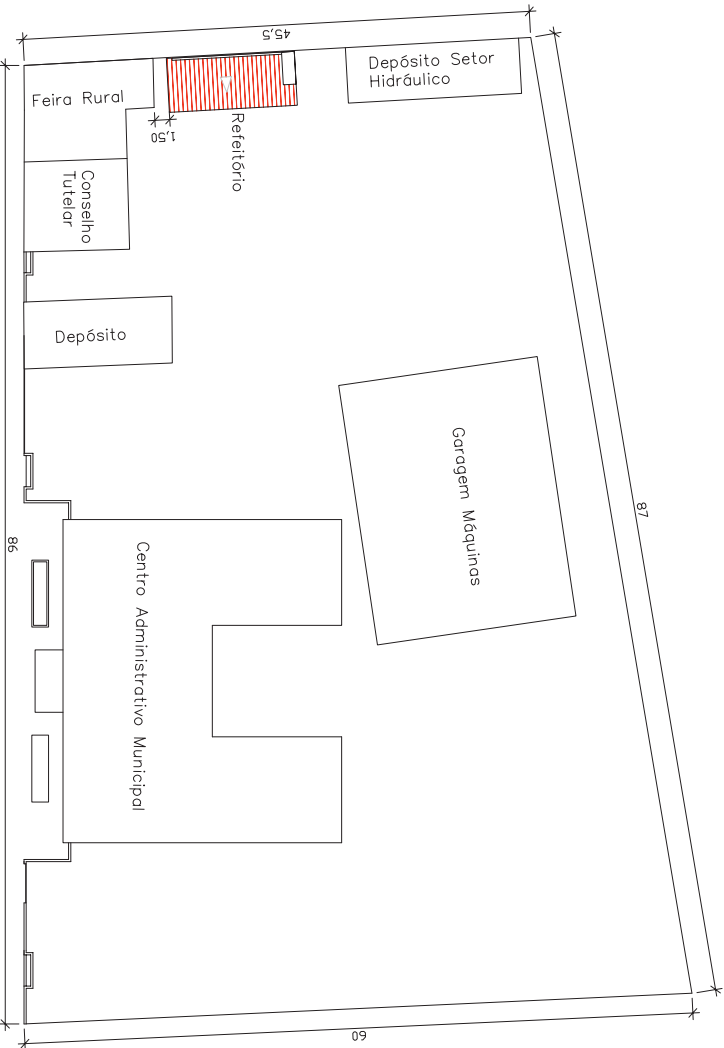 45,5
Depósito Setor
Hidráulico
Feira Rural
1,50
Refeitório
Conselho
Tutelar
Depósito
Garagem Máquinas
87
86
Centro Administrativo Municipal
60